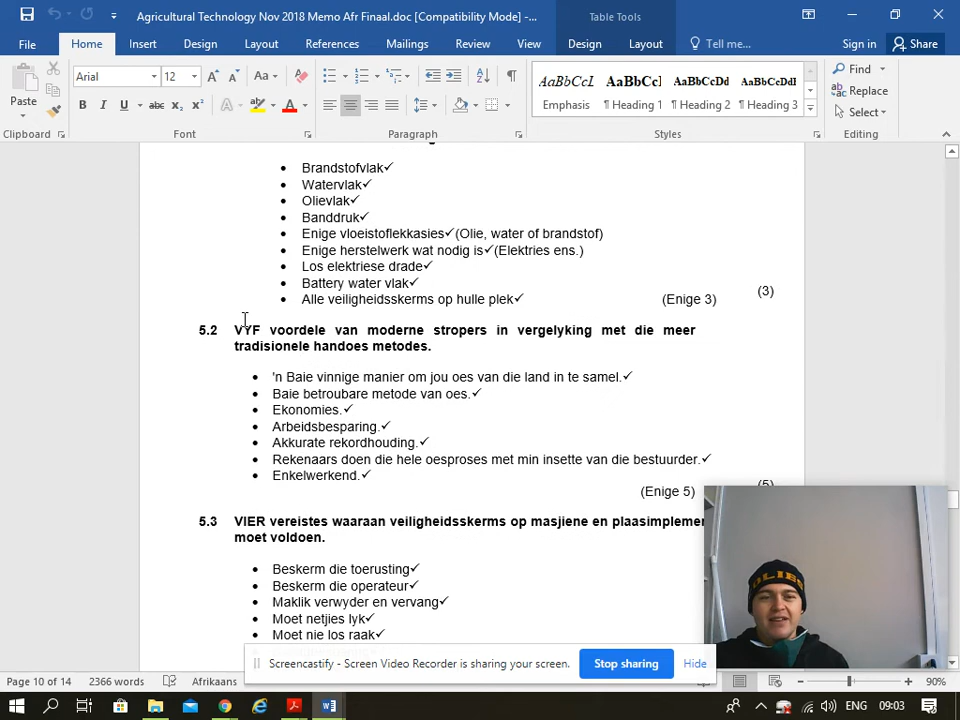 Agricultural Technology Nov 2018 Memo Afr Finaal.doc [Compatibility Mode] -...
Table Tools
File
Home
Insert
Design
Layout
References
Mailings
Review
View
Design
Layout
Tell me...
Sign in
Share
Paste
Arial
12
Aa
B I U abc x₂ x²
A
AaBbCcL
AaBbCcI
AaBbCcDd
AaBbCcDdI
Emphasis
¶ Heading 1
¶ Heading 2
¶ Heading 3
Find
Replace
Select
Clipboard
Font
Paragraph
Styles
Editing
• Brandstofvlak✓
• Watervlak✓
• Olievlak✓
• Banddruk✓
• Enige vloeistoflekkasies✓(Olie, water of brandstof)
• Enige herstelwerk wat nodig is✓(Elektries ens.)
• Los elektriese drade✓
• Battery water vlak✓
• Alle veiligheidsskerms op hulle plek✓
(Enige 3)
(3)
5.2 VYF voordele van moderne stropers in vergelyking met die meer
tradisionele handoes metodes.
• 'n Baie vinnige manier om jou oes van die land in te samel.✓
• Baie betroubare metode van oes.✓
• Ekonomies.✓
• Arbeidsbesparing.✓
• Akkurate rekordhouding.✓
• Rekenaars doen die hele oesproses met min insette van die bestuurder.✓
• Enkelwerkend.✓
(Enige 5)
(5)
5.3 VIER vereistes waaraan veiligheidsskerms op masjiene en plaasimplemen
moet voldoen.
• Beskerm die toerusting✓
• Beskerm die operateur✓
• Maklik verwyder en vervang✓
• Moet netjies lyk✓
• Moet nie los raak✓
Screencastify - Screen Video Recorder is sharing your screen.
Stop sharing
Hide
Page 10 of 14
2366 words
Afrikaans
90%
ENG
09:03